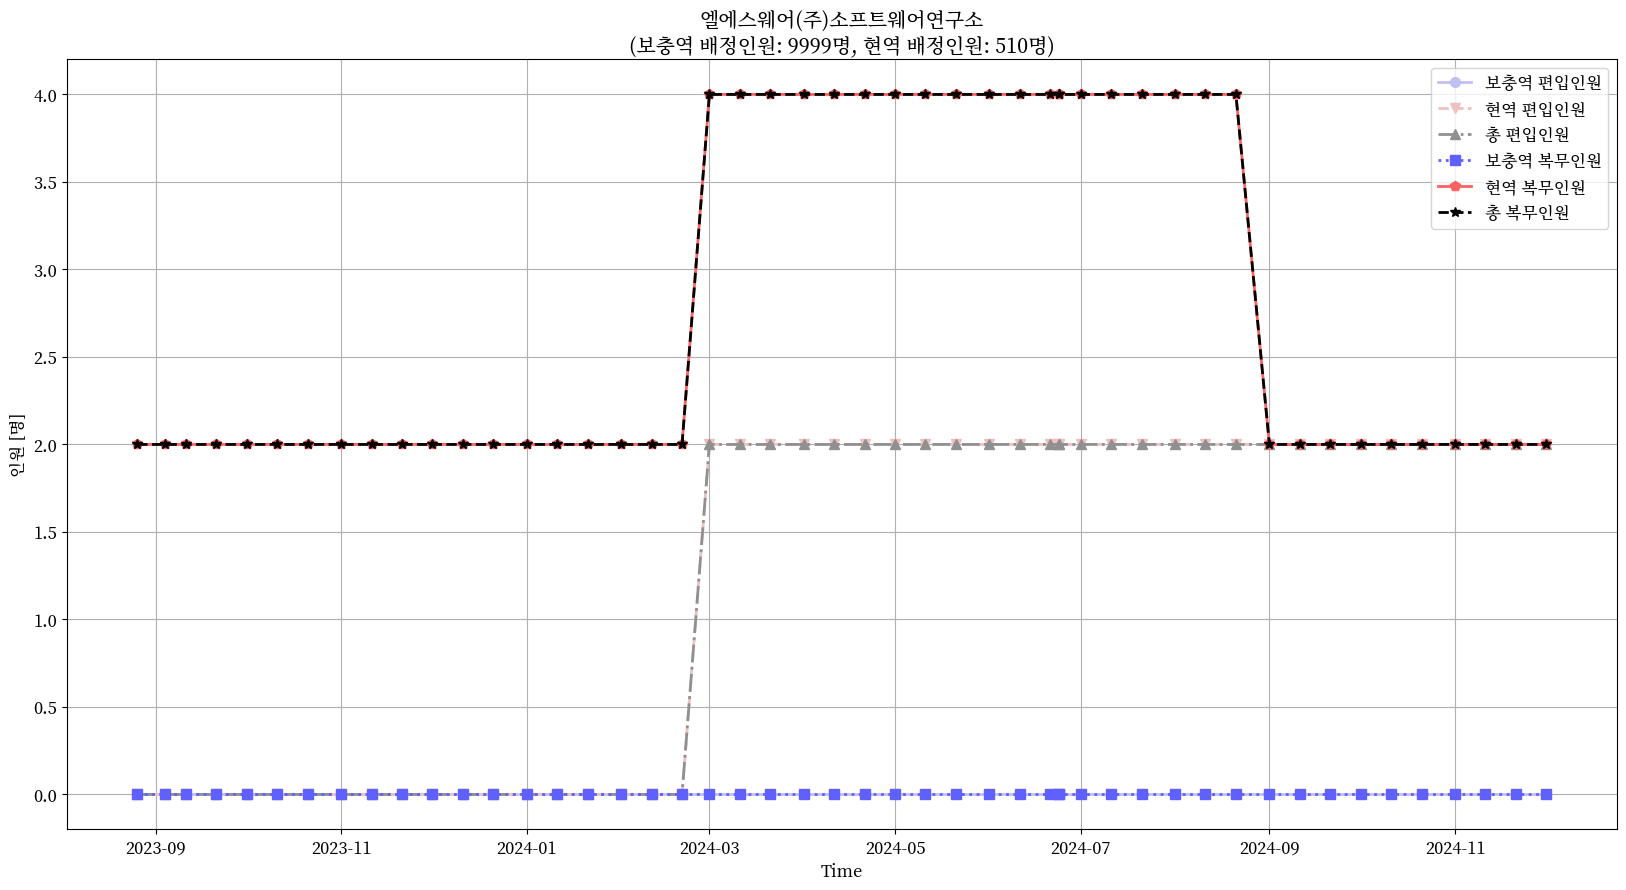 엘에스웨어(주)소프트웨어연구소
(보충역 배정인원: 9999명, 현역 배정인원: 510명)
보충역 편입인원
현역 편입인원
총 편입인원
보충역 복무인원
현역 복무인원
총 복무인원
인원 [명]
4.0
3.5
3.0
2.5
2.0
1.5
1.0
0.5
0.0
2023-09
2023-11
2024-01
2024-03
2024-05
2024-07
2024-09
2024-11
Time